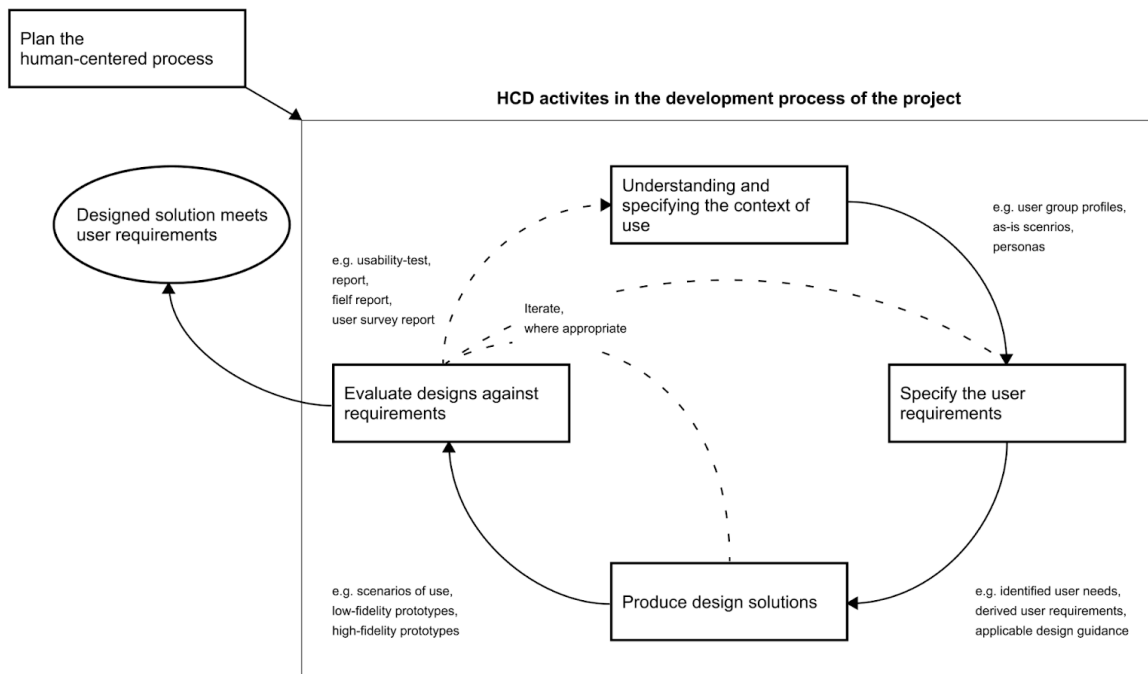 Plan the
human-centered process
HCD activites in the development process of the project
Designed solution meets
user requirements
Understanding and
specifying the context of
use
e.g. user group profiles,
as-is scenrios,
personas
e.g. usability-test,
report,
fielf report,
user survey report
Iterate,
where appropriate
Evaluate designs against
requirements
Specify the user
requirements
e.g. scenarios of use,
low-fidelity prototypes,
high-fidelity prototypes
Produce design solutions
e.g. identified user needs,
derived user requirements,
applicable design guidance